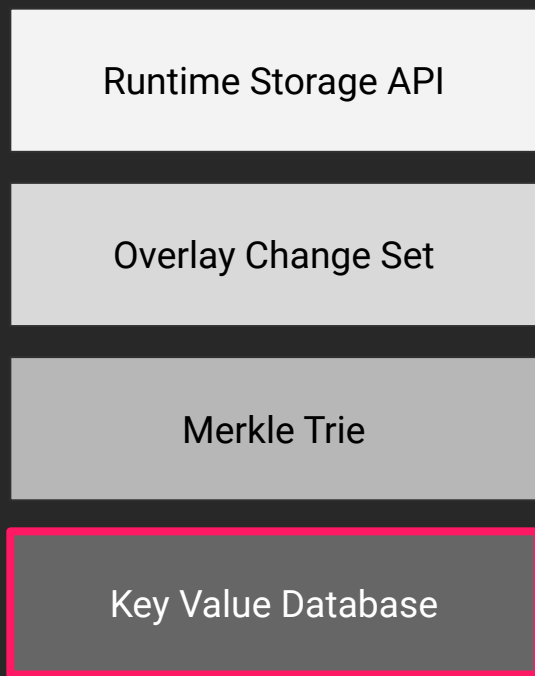 Runtime Storage API
Overlay Change Set
Merkle Trie
Key Value Database